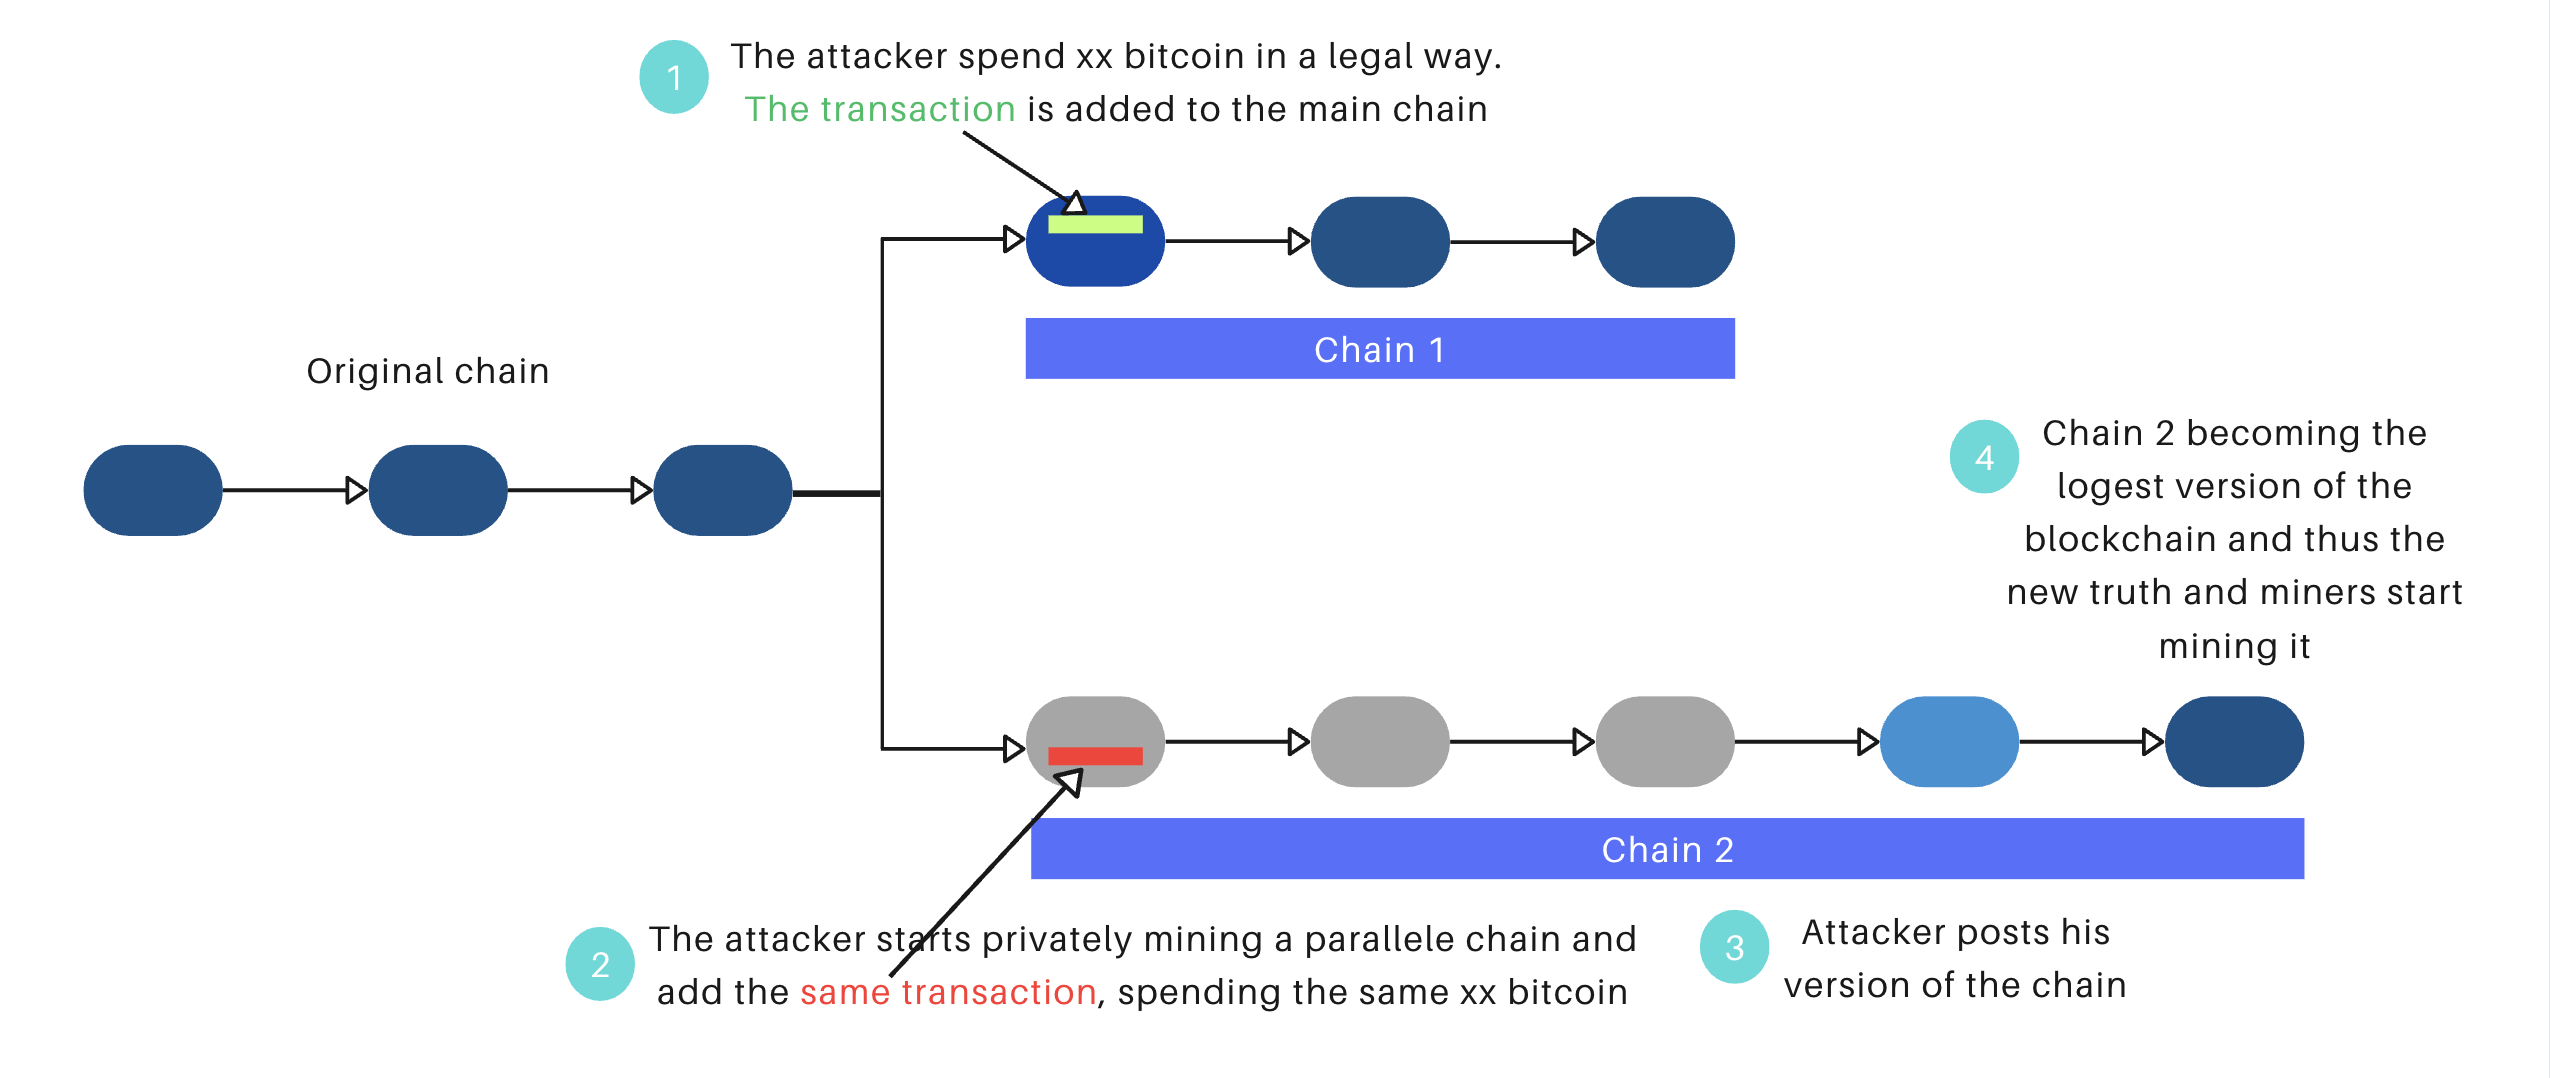 1
The attacker spend xx bitcoin in a legal way.
The transaction is added to the main chain
Chain 1
Original chain
4
Chain 2 becoming the
logest version of the
blockchain and thus the
new truth and miners start
mining it
Chain 2
2
The attacker starts privately mining a parallele chain and
add the same transaction, spending the same xx bitcoin
3
Attacker posts his
version of the chain